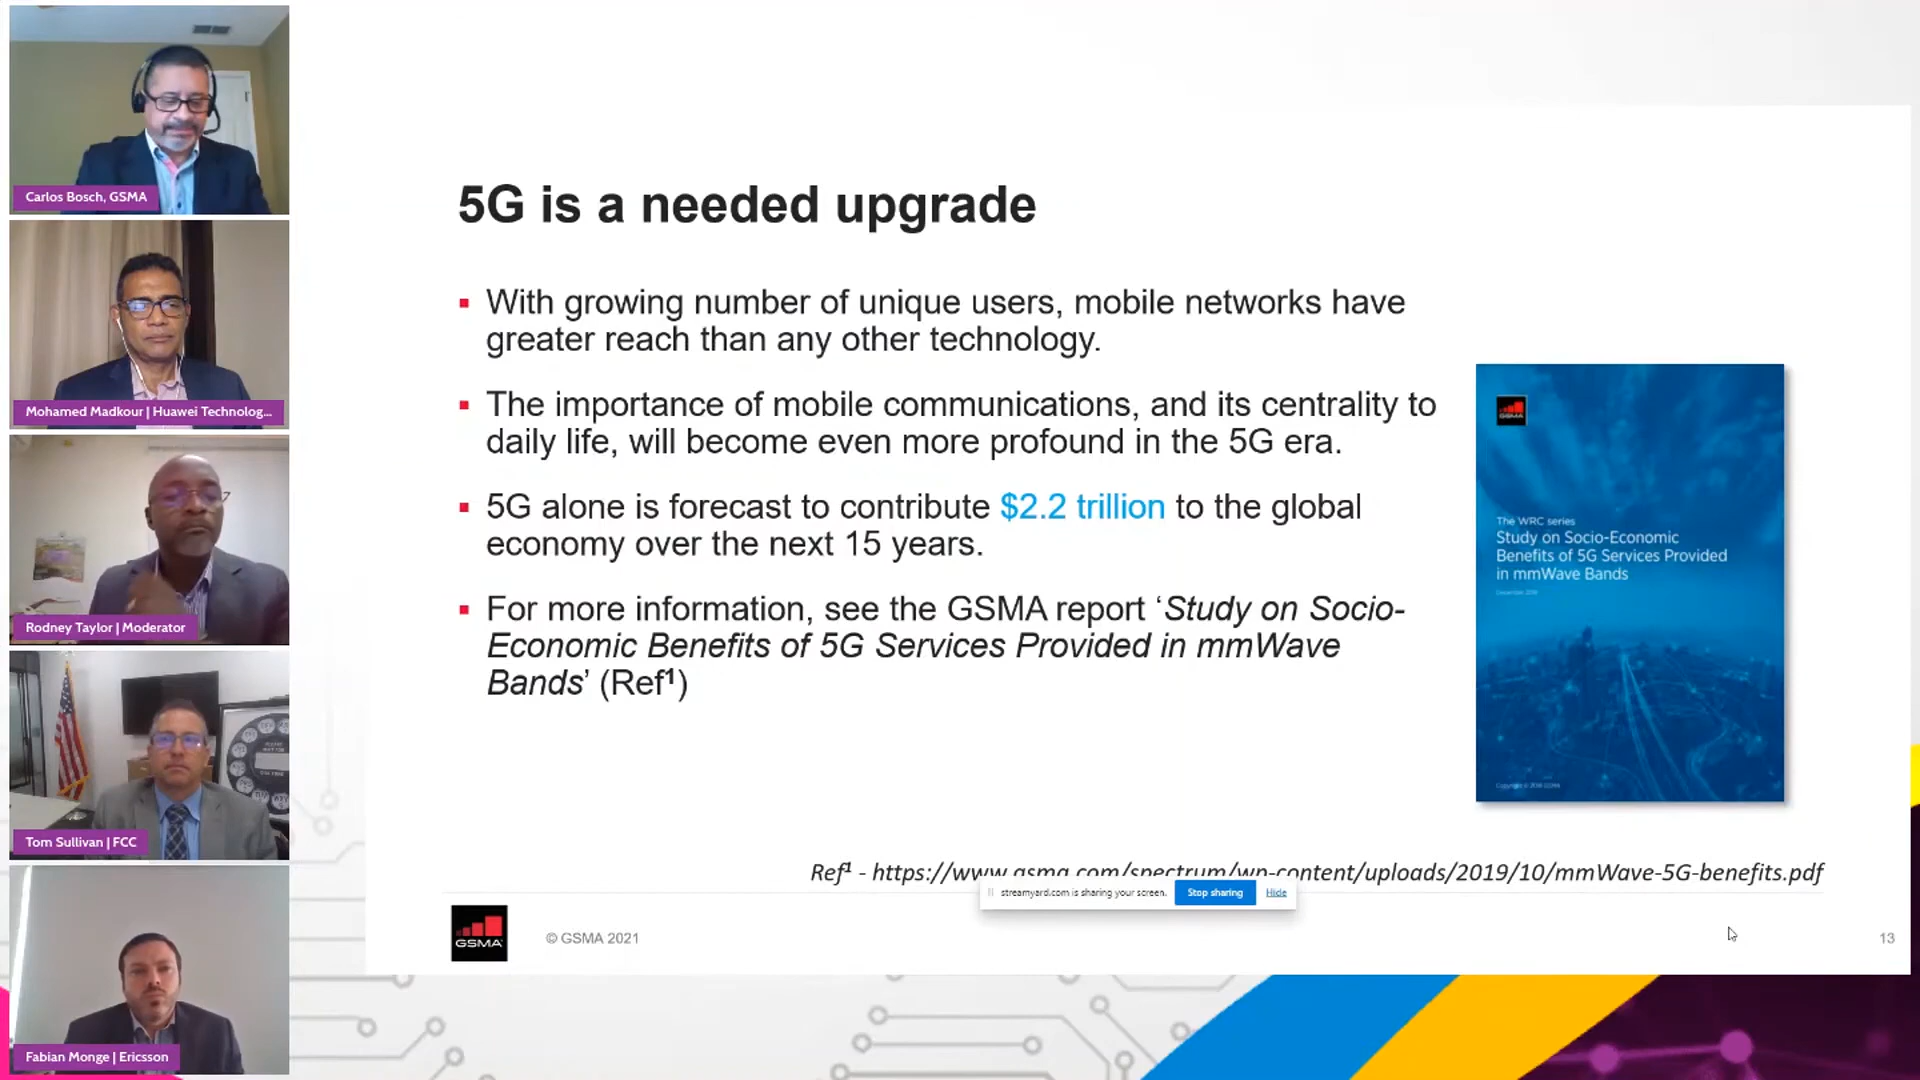 Carlos Bosch, GSMA
Mohamed Madkour | Huawei Technolog...
Rodney Taylor | Moderator
Tom Sullivan | FCC
Fabian Monge | Ericsson
5G is a needed upgrade
With growing number of unique users, mobile networks have
greater reach than any other technology.
The importance of mobile communications, and its centrality to
daily life, will become even more profound in the 5G era.
5G alone is forecast to contribute $2.2 trillion to the global
economy over the next 15 years.
For more information, see the GSMA report ‘Study on Socio-
Economic Benefits of 5G Services Provided in mmWave
Bands’ (Ref¹)
GSMA
The WRC series
Study on Socio-Economic
Benefits of 5G Services Provided
in mmWave Bands
Ref¹ - https://www.gsma.com/spectrum/wp-content/uploads/2019/10/mmWave-5G-benefits.pdf
streamyard.com is sharing your screen.
Stop sharing
Hide
GSMA
© GSMA 2021
13